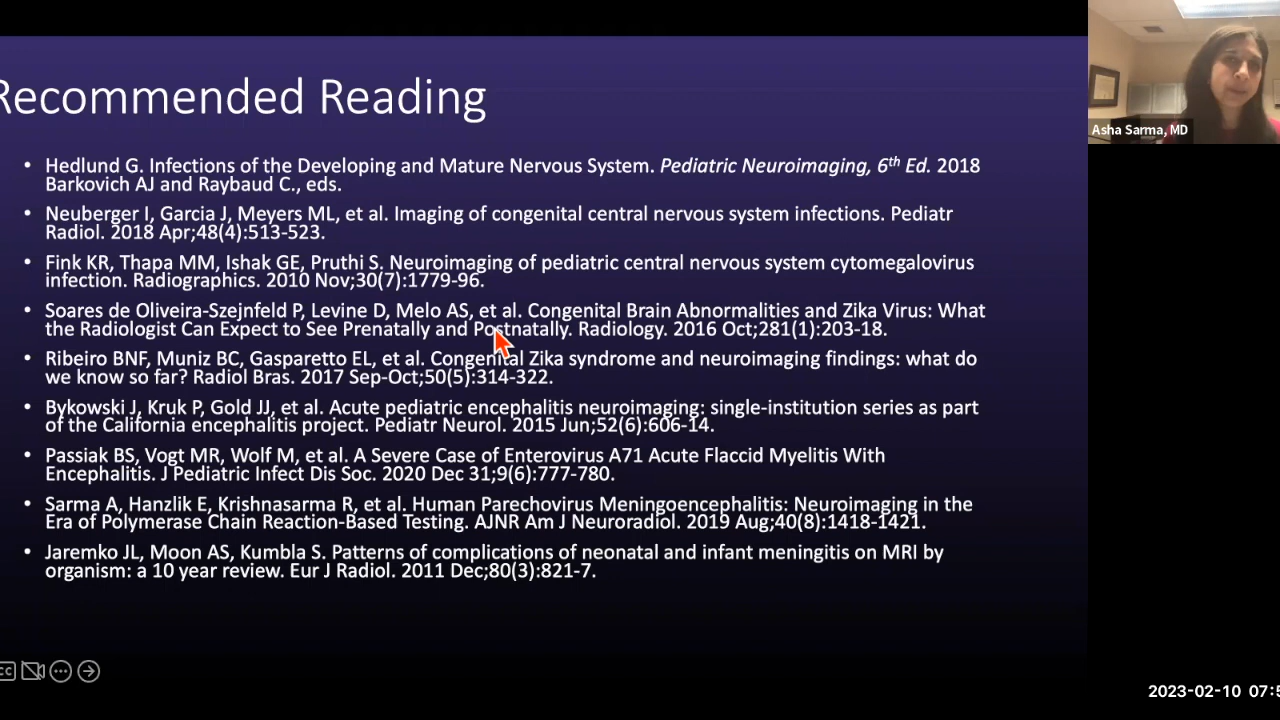 Recommended Reading
• Hedlund G. Infections of the Developing and Mature Nervous System. Pediatric Neuroimaging, 6th Ed. 2018
Barkovich AJ and Raybaud C., eds.
• Neuberger I, Garcia J, Meyers ML, et al. Imaging of congenital central nervous system infections. Pediatr
Radiol. 2018 Apr;48(4):513-523.
• Fink KR, Thapa MM, Ishak GE, Pruthi S. Neuroimaging of pediatric central nervous system cytomegalovirus
infection. Radiographics. 2010 Nov;30(7):1779-96.
• Soares de Oliveira-Szejnfeld P, Levine D, Melo AS, et al. Congenital Brain Abnormalities and Zika Virus: What
the Radiologist Can Expect to See Prenatally and Postnatally. Radiology. 2016 Oct;281(1):203-18.
• Ribeiro BNF, Muniz BC, Gasparetto EL, et al. Congenital Zika syndrome and neuroimaging findings: what do
we know so far? Radiol Bras. 2017 Sep-Oct;50(5):314-322.
• Bykowski J, Kruk P, Gold JJ, et al. Acute pediatric encephalitis neuroimaging: single-institution series as part
of the California encephalitis project. Pediatr Neurol. 2015 Jun;52(6):606-14.
• Passiak BS, Vogt MR, Wolf M, et al. A Severe Case of Enterovirus A71 Acute Flaccid Myelitis With
Encephalitis. J Pediatric Infect Dis Soc. 2020 Dec 31;9(6):777-780.
• Sarma A, Hanzlik E, Krishnasarma R, et al. Human Parechovirus Meningoencephalitis: Neuroimaging in the
Era of Polymerase Chain Reaction-Based Testing. AJNR Am J Neuroradiol. 2019 Aug;40(8):1418-1421.
• Jaremko JL, Moon AS, Kumbla S. Patterns of complications of neonatal and infant meningitis on MRI by
organism: a 10 year review. Eur J Radiol. 2011 Dec;80(3):821-7.
Asha Sarma, MD
CC
2023-02-10 07:5